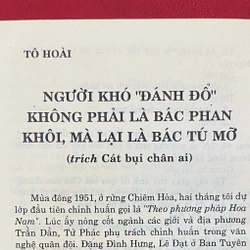 TÔ HOÀI
NGƯỜI KHÓ "ĐÁNH ĐỔ"
KHÔNG PHẢI LÀ BÁC PHAN
KHÔI, MÀ LẠI LÀ BÁC TÚ MỠ
(trích Cát bụi chân ai)
Mùa đông 1951, ở rừng Chiêm Hóa, hai tháng tôi dự
lớp đầu tiên chỉnh huấn gọi là "Theo phương pháp Hoa
Nam". Lúc ấy nông cốt ngành các giới và địa phương
Trần Dần, Tử Phác phụ trách chỉnh huấn trong văn
nghệ quân đội. Đặng Đình Hưng, Lê Đạt ở Ban Tuyê